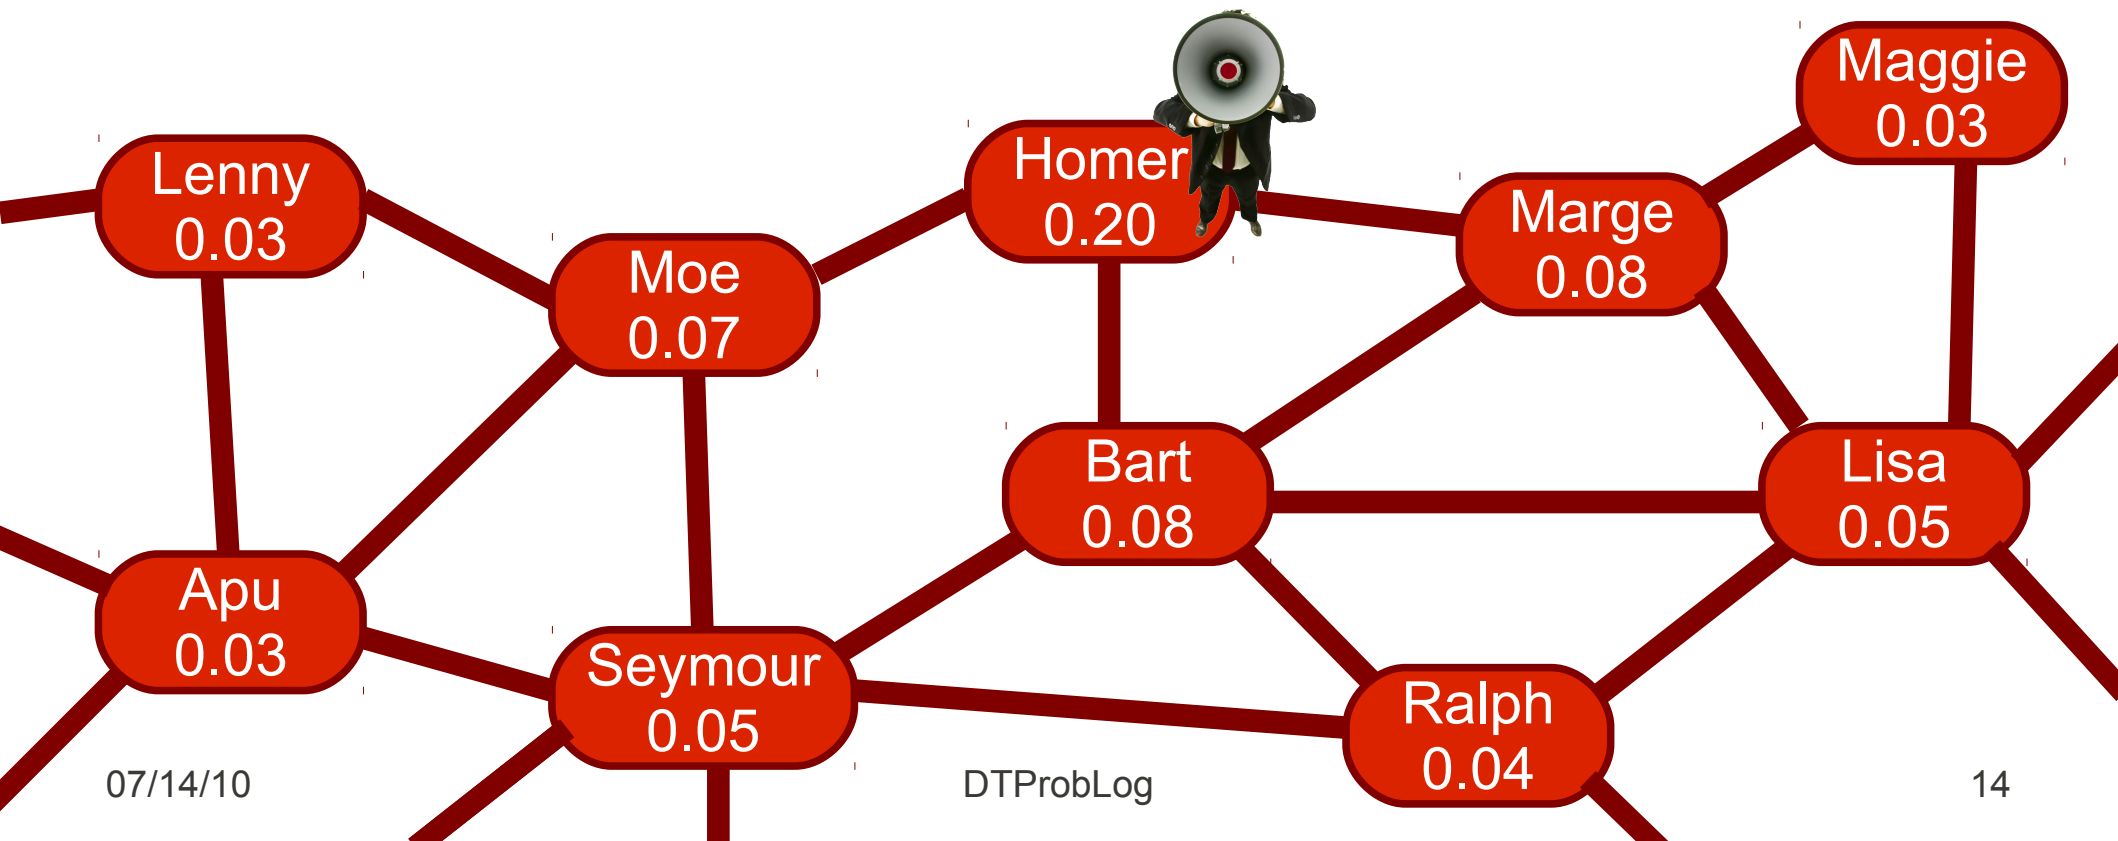 Maggie
0.03
Lenny
0.03
Homer
0.20
Marge
0.08
Moe
0.07
Bart
0.08
Lisa
0.05
Apu
0.03
Seymour
0.05
Ralph
0.04
07/14/10
DTProbLog
14